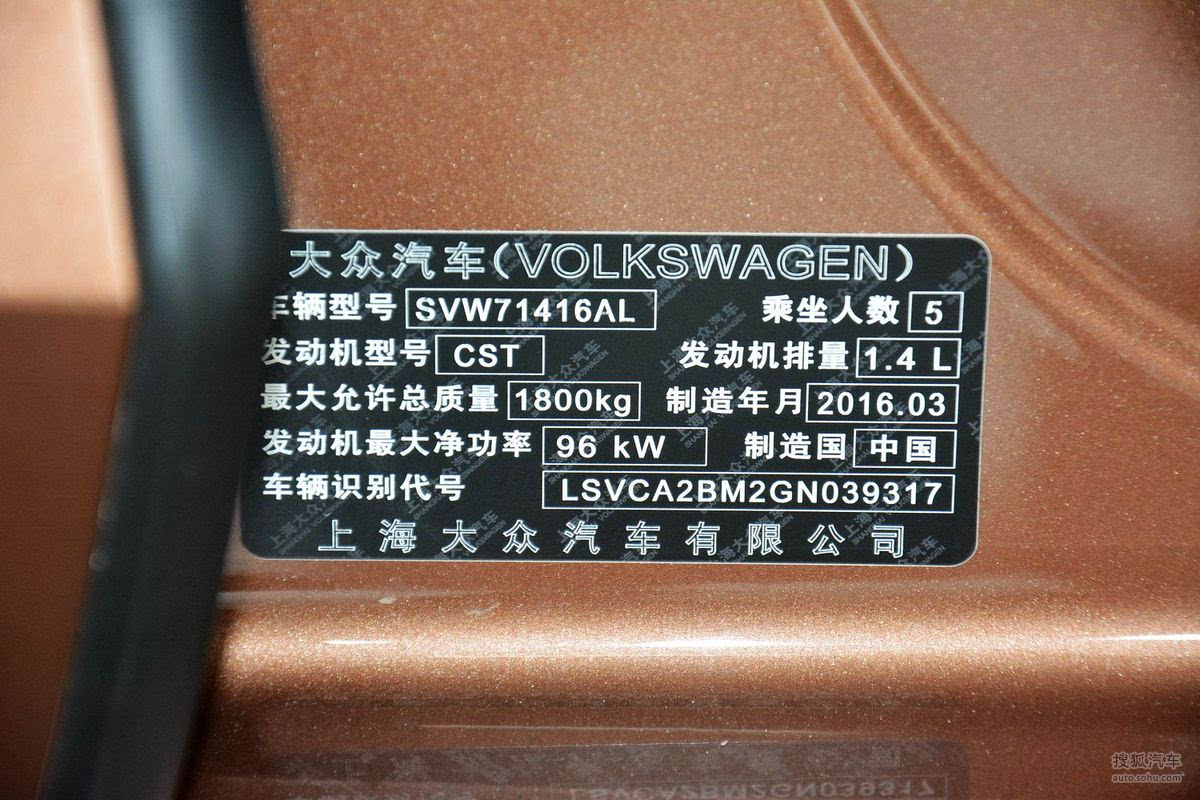 大众汽车(VOLKSWAGEN)
车辆型号 SVW71416AL 乘坐人数 5
发动机型号 CST 发动机排量 1.4 L
最大允许总质量 1800kg 制造年月 2016.03
发动机最大净功率 96 kW 制造国 中国
车辆识别代号 LSVCA2BM2GN039317
上海大众汽车有限公司
搜狐汽车
auto.sohu.com